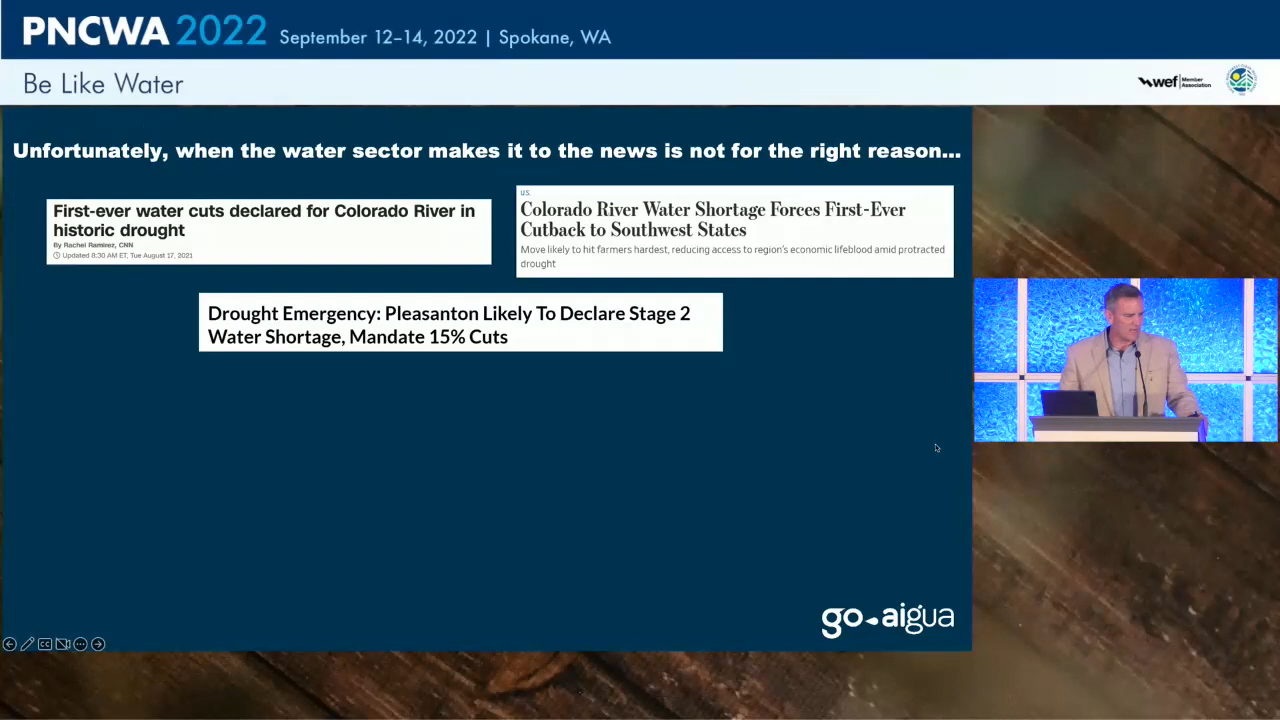 PNCWA 2022 September 12–14, 2022 | Spokane, WA
Be Like Water
wef Member Association
Unfortunately, when the water sector makes it to the news is not for the right reason...
First-ever water cuts declared for Colorado River in
historic drought
By Rachel Ramirez, CNN
Updated 8:30 AM ET, Tue August 17, 2021
U.S.
Colorado River Water Shortage Forces First-Ever
Cutback to Southwest States
Move likely to hit farmers hardest, reducing access to region's economic lifeblood amid protracted
drought
Drought Emergency: Pleasanton Likely To Declare Stage 2
Water Shortage, Mandate 15% Cuts
go-aigua
CC